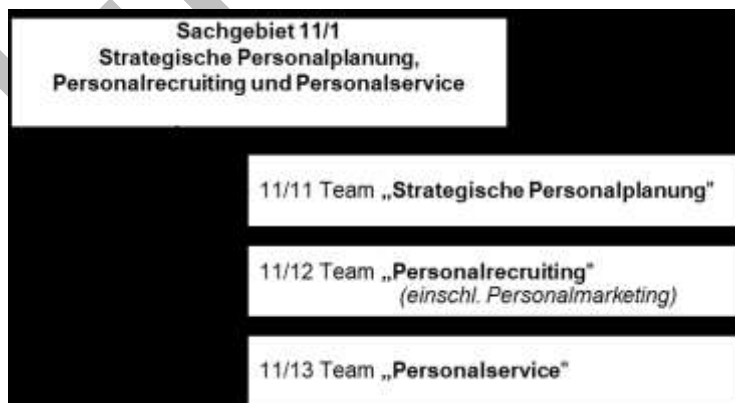 Sachgebiet 11/1
Strategische Personalplanung,
Personalrecruiting und Personalservice
11/11 Team „Strategische Personalplanung"
11/12 Team „Personalrecruiting"
(einschl. Personalmarketing)
11/13 Team „Personalservice"